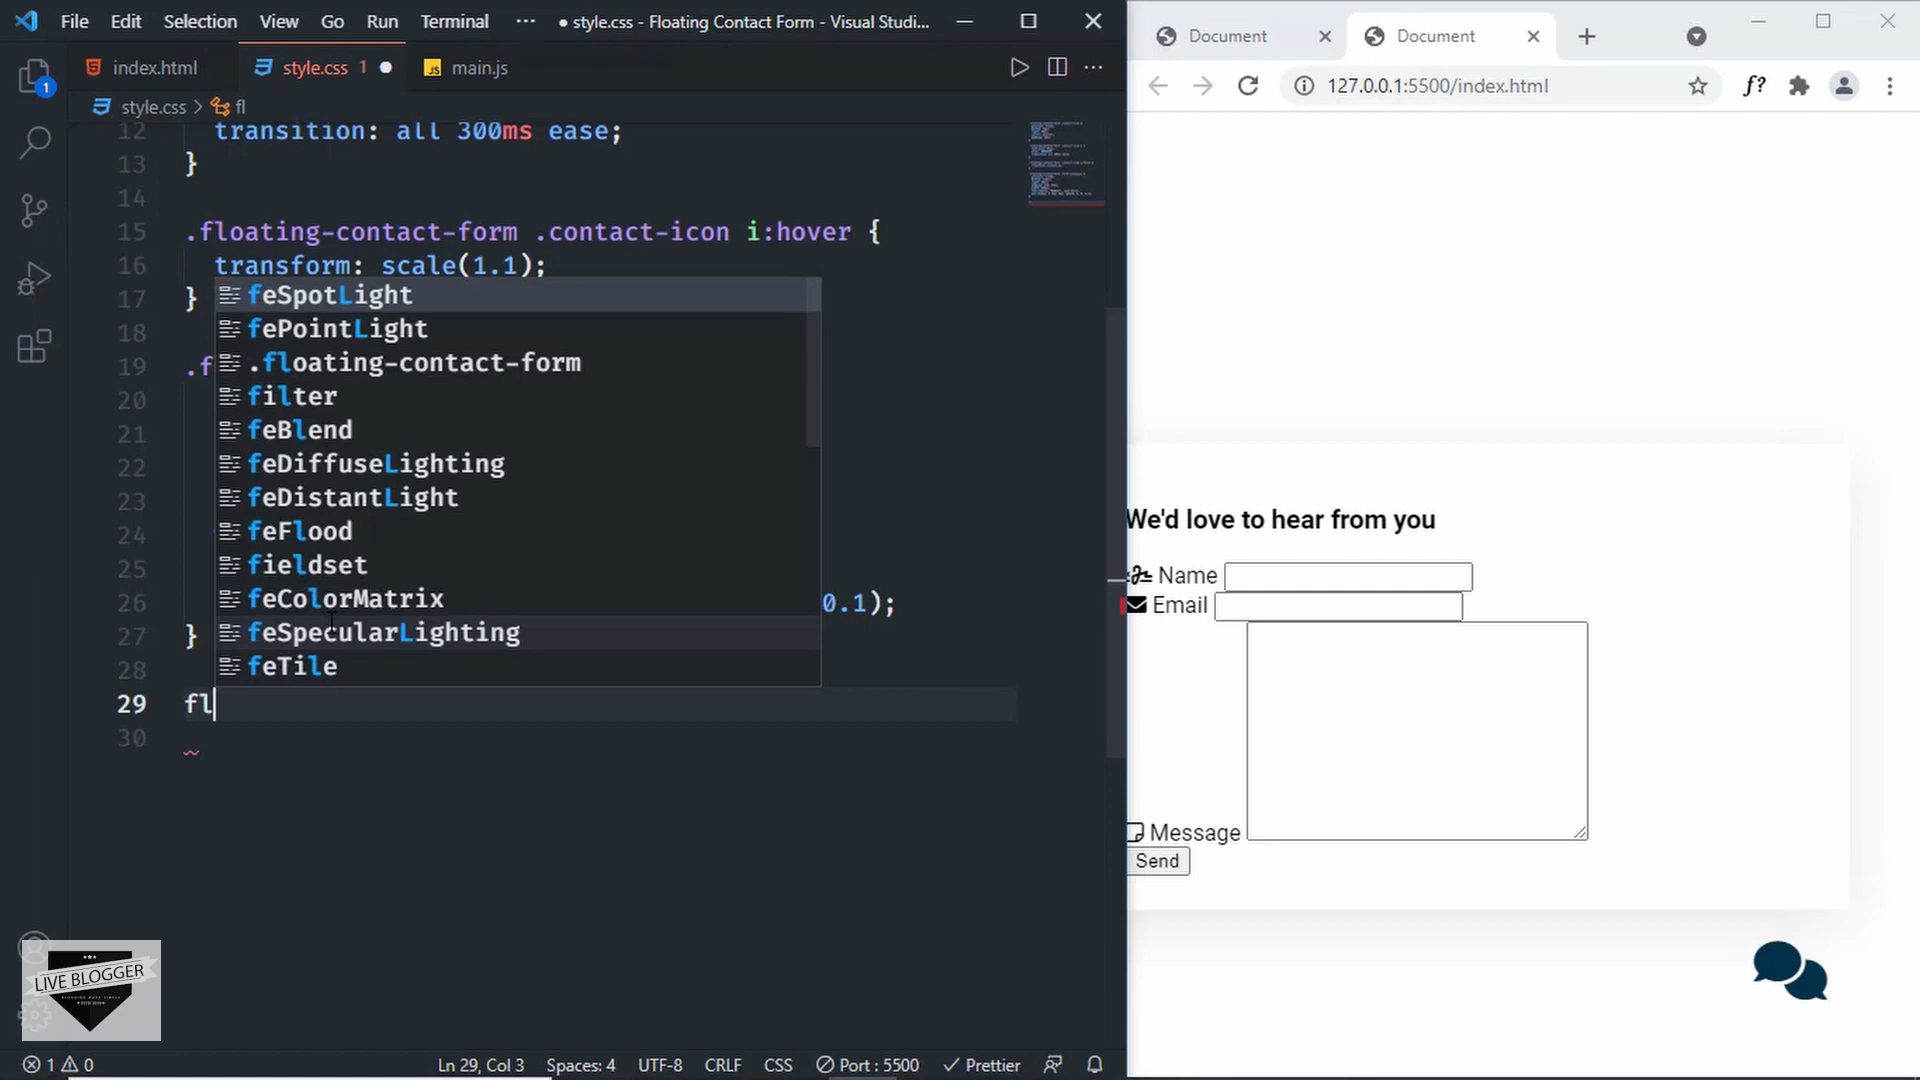 File Edit Selection View Go Run Terminal ··· ● style.css - Floating Contact Form - Visual Studi...
index.html style.css 1 ● main.js
style.css > fl
12 transition: all 300ms ease;
13 }
14
15 .floating-contact-form .contact-icon i:hover {
16 transform: scale(1.1);
17 }
18
19 .f
20
21
22
23
24
25
26 0.1);
27 }
28
29 fl
30
feSpotLight
fePointLight
.floating-contact-form
filter
feBlend
feDiffuseLighting
feDistantLight
feFlood
fieldset
feColorMatrix
feSpecularLighting
feTile
1
LIVE BLOGGER
1 0 Ln 29, Col 3 Spaces: 4 UTF-8 CRLF CSS Port : 5500 Prettier
Document Document
127.0.0.1:5500/index.html f?
We'd love to hear from you
Name
Email
Message
Send